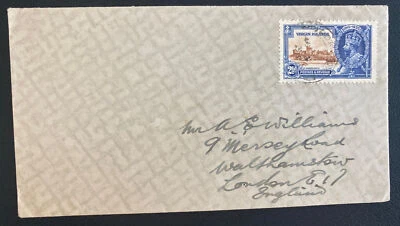 VIRGIN ISLANDS
POSTAGE & REVENUE
Mr A E Williams
9 Mersey Road
Walthamstow
London E.17
England